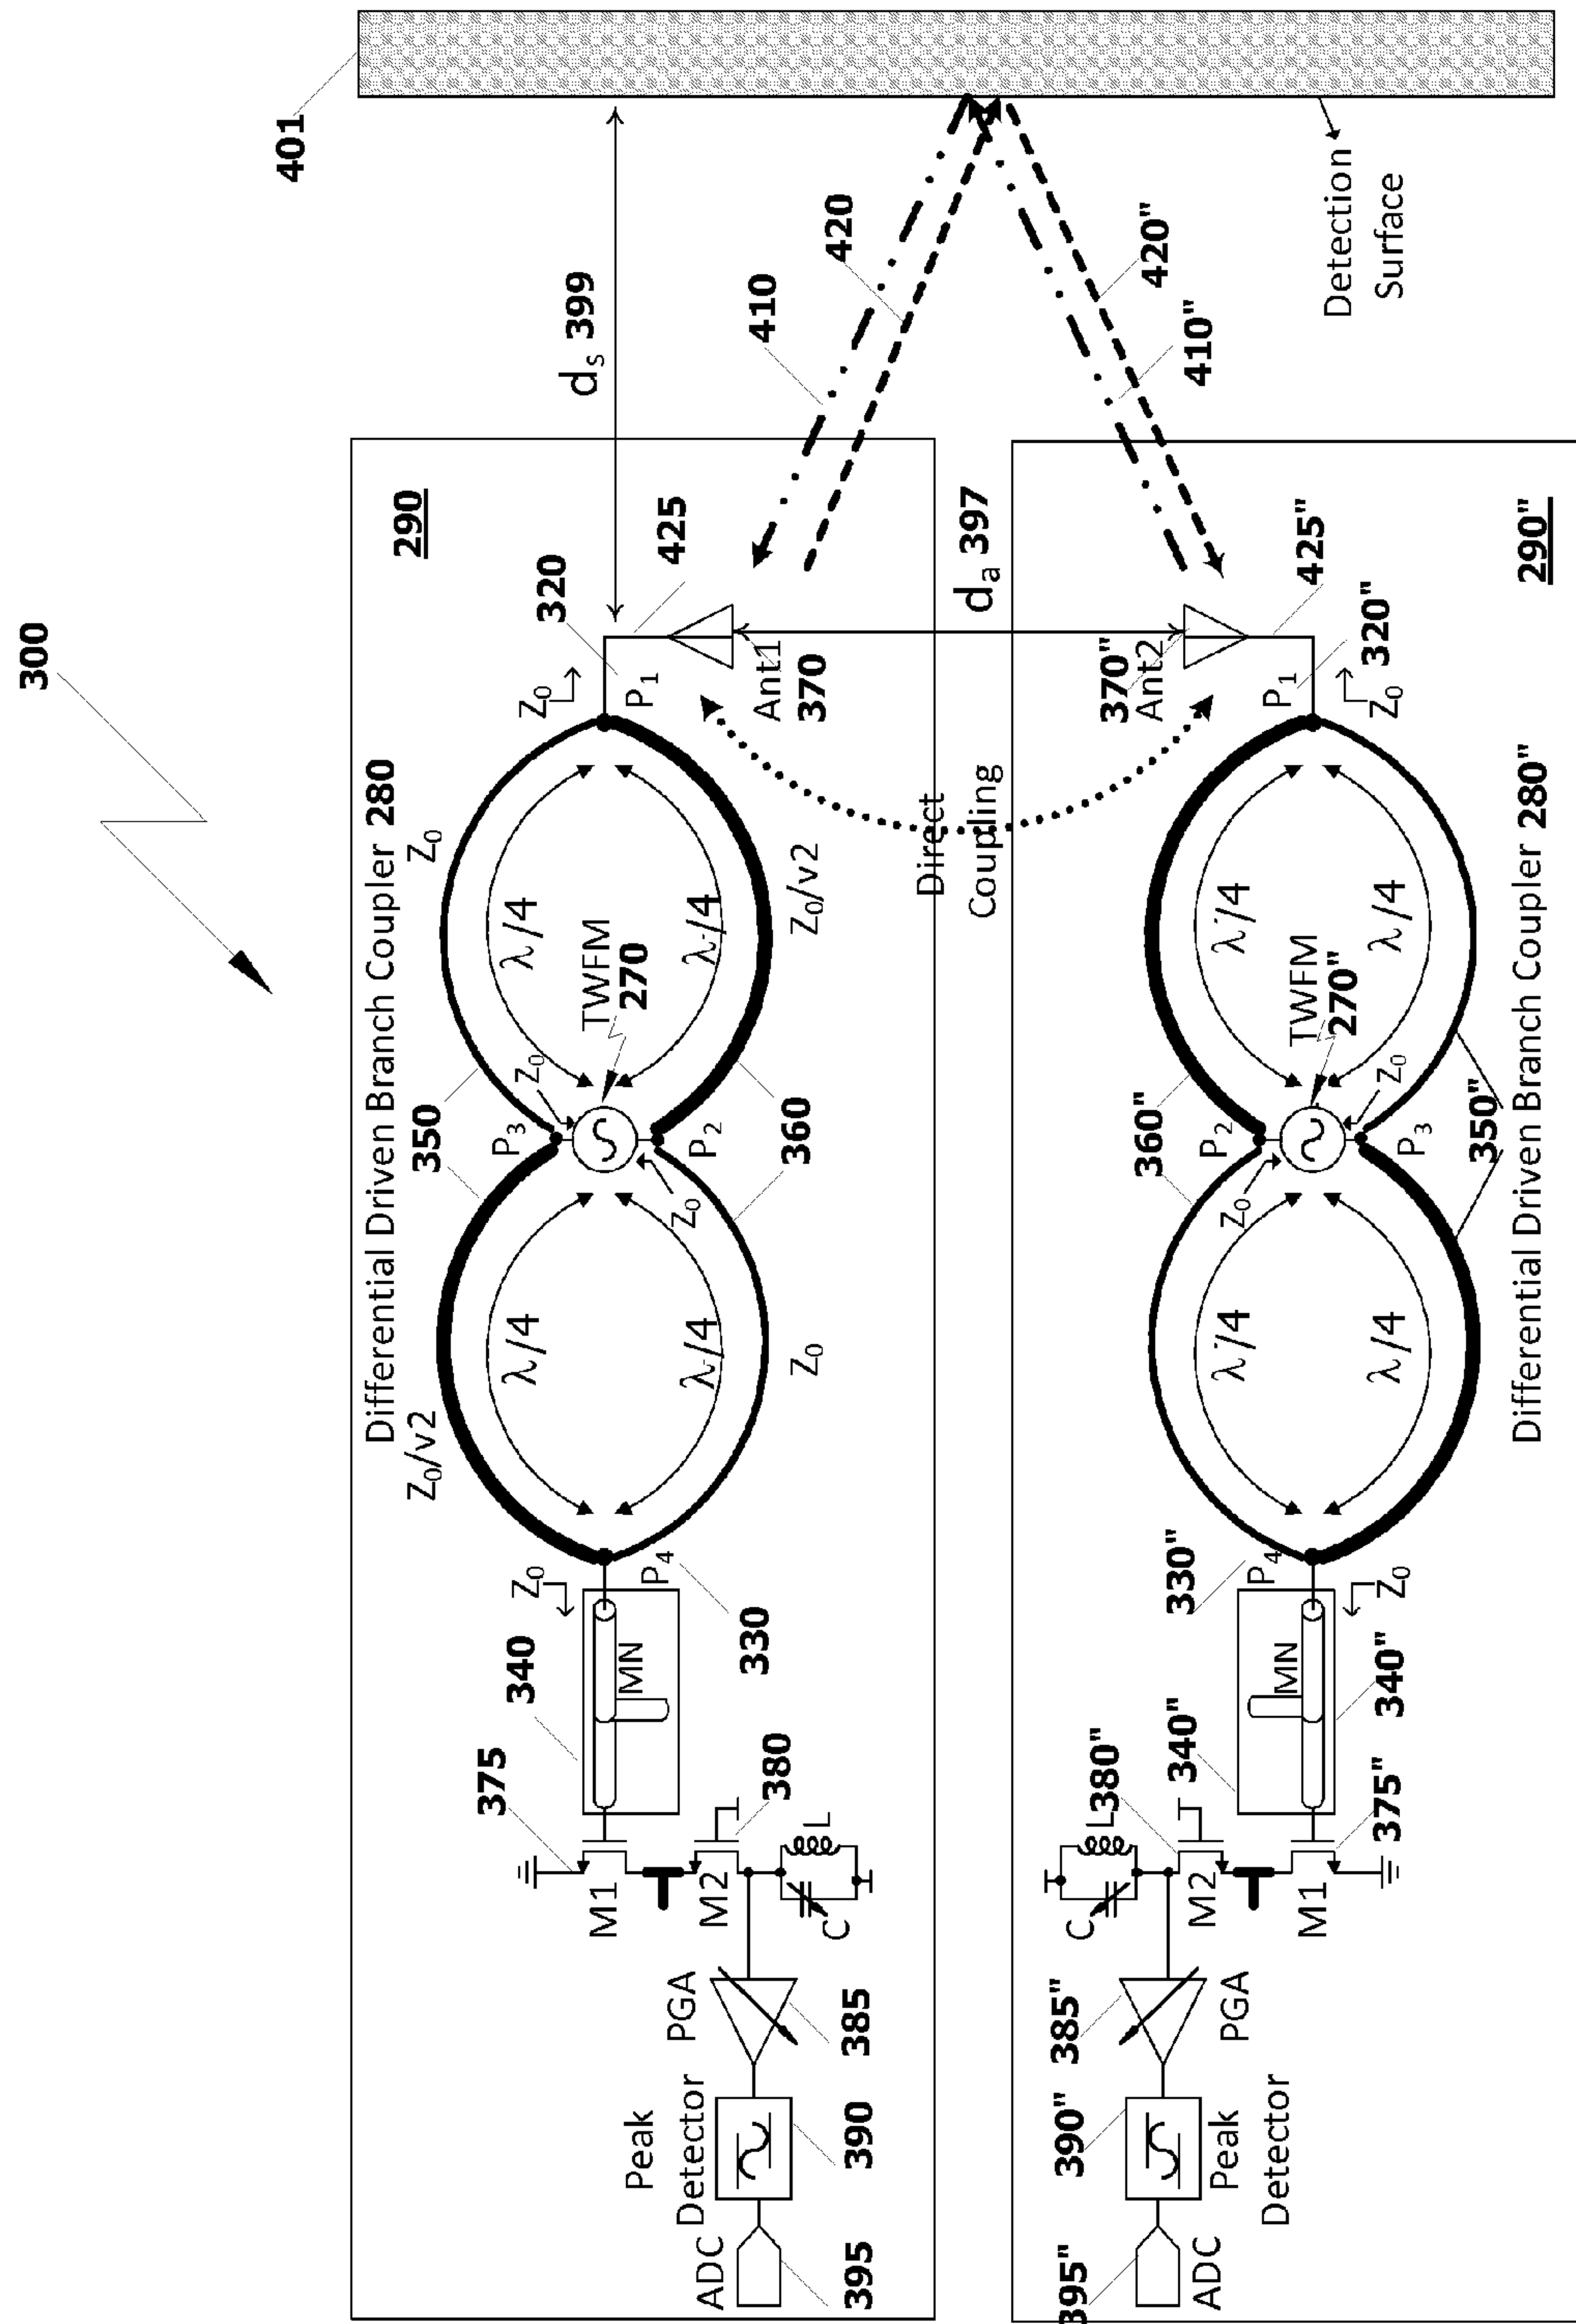 300
401
d_s 399
410
420
420"
410"
Detection
Surface
290
Differential Driven Branch Coupler 280
320
425
Z₀
P₁
Ant1
370
d_a 397
Direct
Coupling
Z₀
λ/4
λ/4
Z₀/v2
TWFM
270
350
P₃
Z₀
P₂
Z₀
360
Z₀/v2
λ/4
λ/4
Z₀
Z₀
P₄
330
340
MN
375
M1
M2
380
L
C
PGA
385
Peak
Detector
390
ADC
395
290"
Differential Driven Branch Coupler 280"
425"
320"
370"
Ant2
P₁
Z₀
λ/4
λ/4
TWFM
270"
360"
P₂
Z₀
Z₀
P₃
350"
λ/4
λ/4
330"
P₄
Z₀
MN
340"
340"
380"
375"
L
C
M2
M1
385"
PGA
390"
Peak
Detector
395"
ADC